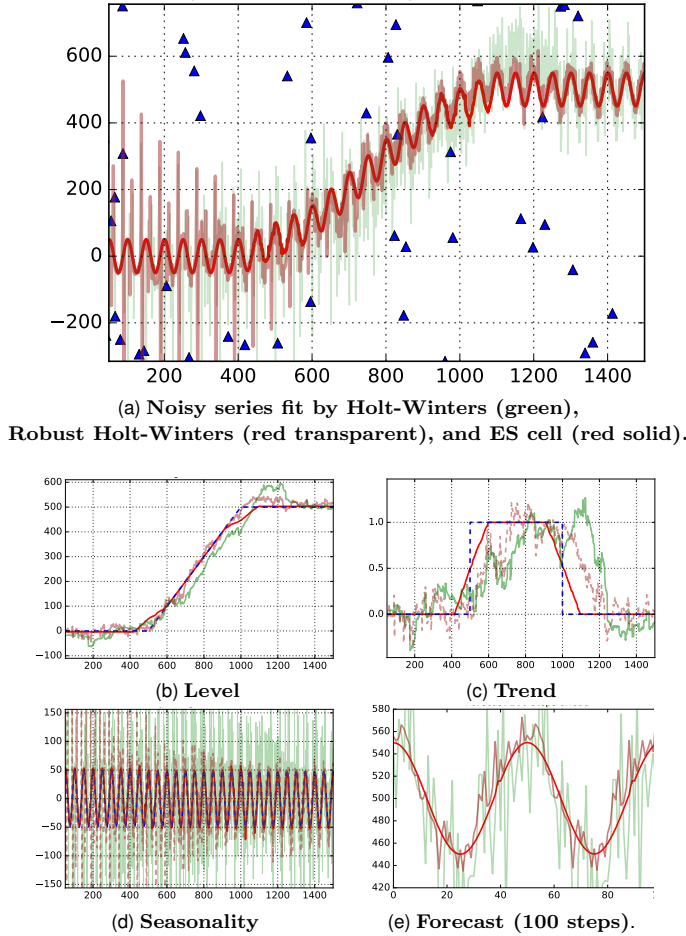 600
400
200
0
−200
200 400 600 800 1000 1200 1400
(a) Noisy series fit by Holt-Winters (green),
Robust Holt-Winters (red transparent), and ES cell (red solid).
600
500
400
300
200
100
0
−100
200 400 600 800 1000 1200 1400
(b) Level
1.0
0.5
0.0
200 400 600 800 1000 1200 1400
(c) Trend
150
100
50
0
−50
−100
−150
200 400 600 800 1000 1200 1400
(d) Seasonality
580
560
540
520
500
480
460
440
420
0 20 40 60 80
(e) Forecast (100 steps).